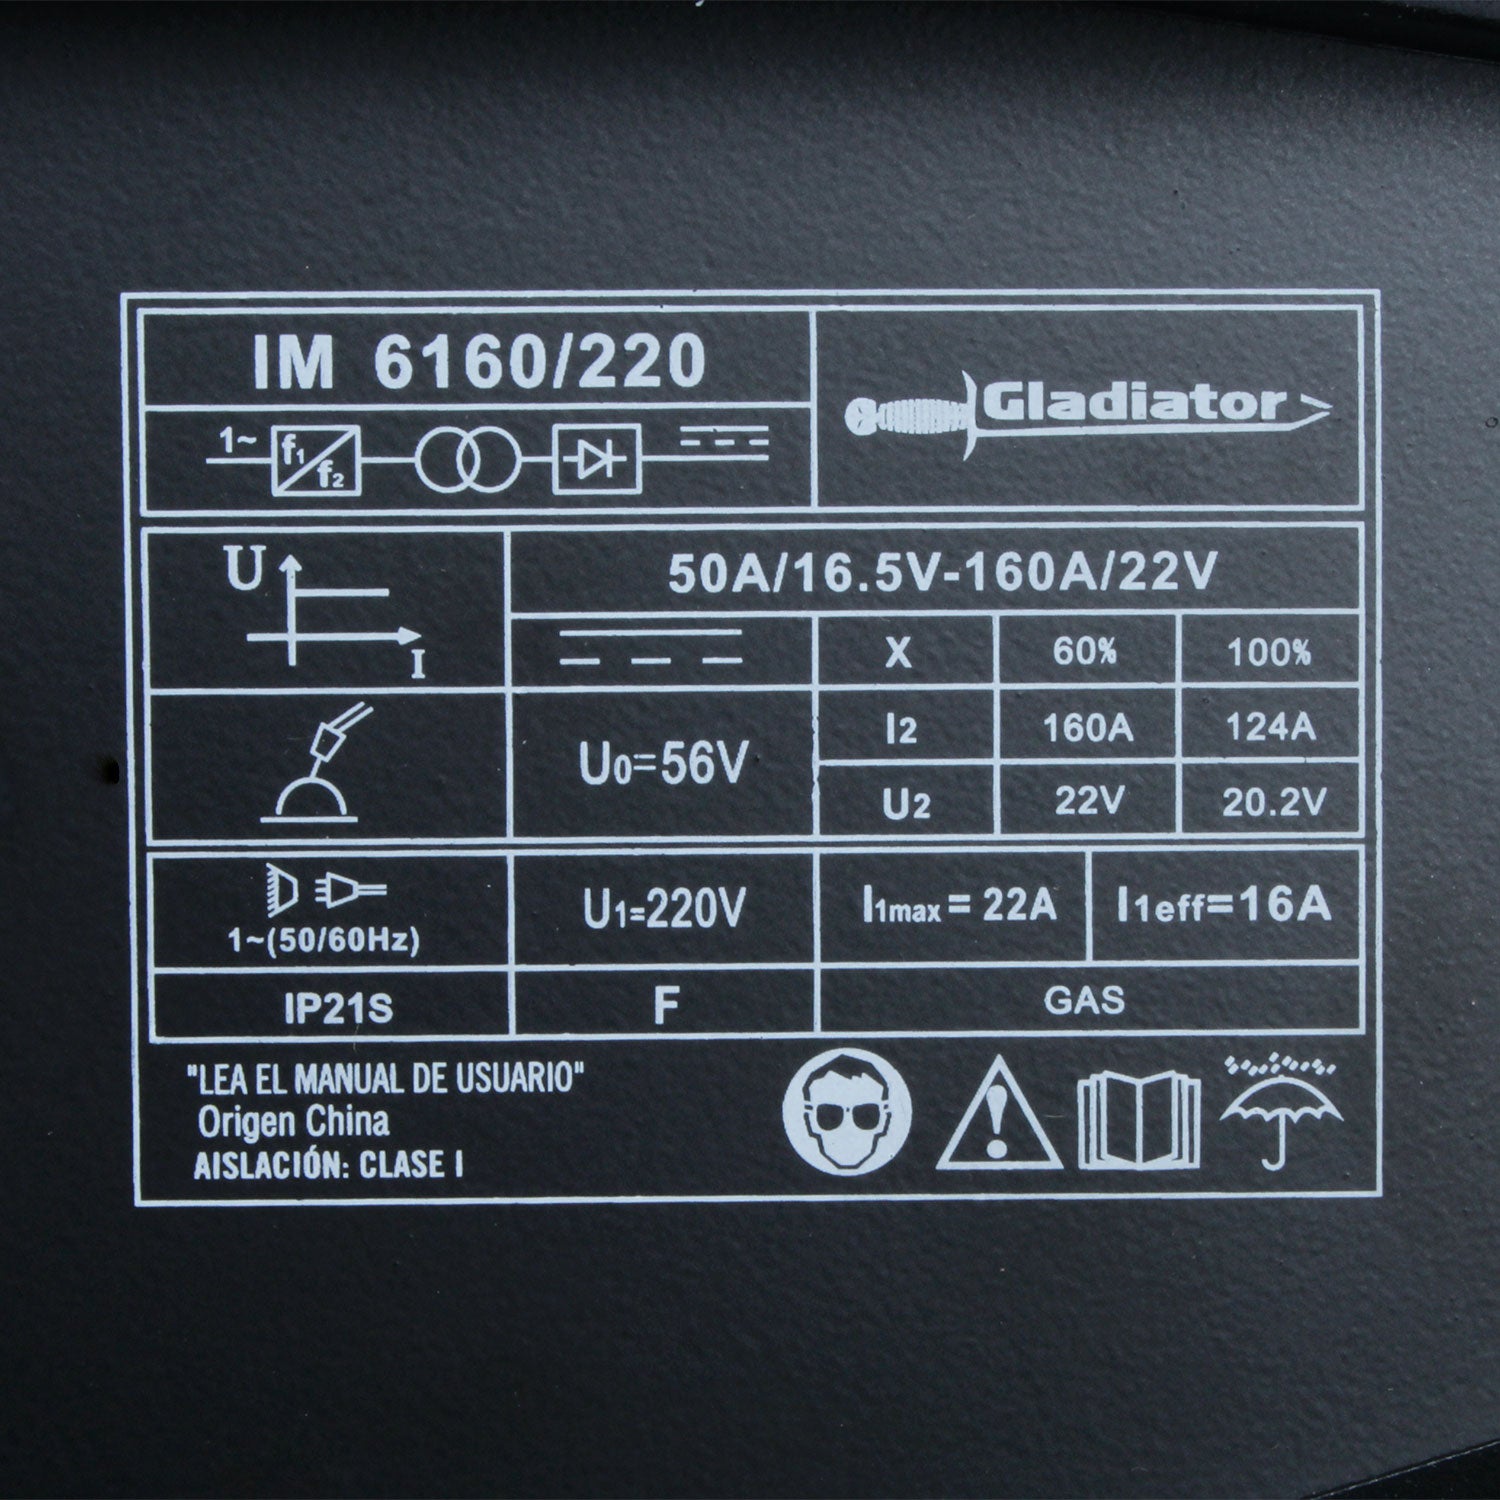 IM 6160/220
Gladiator
1~ f1 f2
U
I
50A/16.5V-160A/22V
X 60% 100%
U0=56V
I2 160A 124A
U2 22V 20.2V
1~(50/60Hz)
U1=220V
I1max= 22A
I1eff=16A
IP21S F GAS
"LEA EL MANUAL DE USUARIO"
Origen China
AISLACIÓN: CLASE I